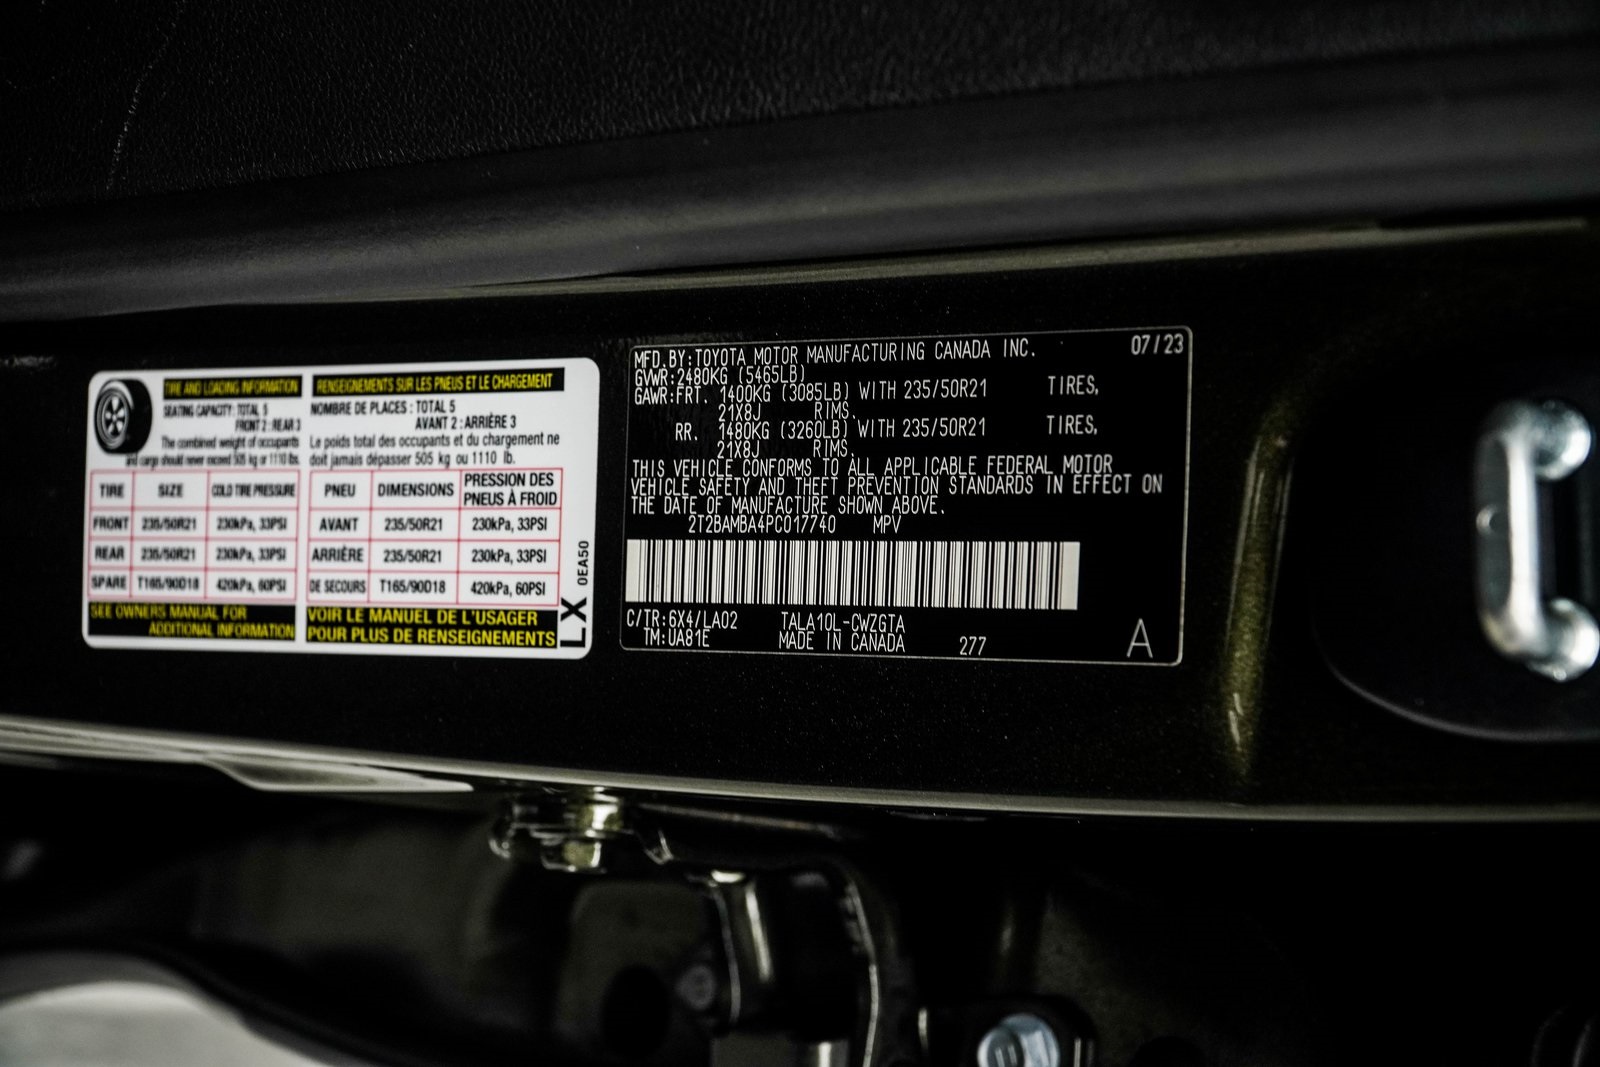 TIRE AND LOADING INFORMATION
SEATING CAPACITY: TOTAL 5
FRONT 2 : REAR 3
The combined weight of occupants
and cargo should never exceed 505 kg or 1110 lbs.
TIRE SIZE COLD TIRE PRESSURE
FRONT 235/50R21 230kPa, 33PSI
REAR 235/50R21 230kPa, 33PSI
SPARE T165/90D18 420kPa, 60PSI
SEE OWNERS MANUAL FOR
ADDITIONAL INFORMATION
RENSEIGNEMENTS SUR LES PNEUS ET LE CHARGEMENT
NOMBRE DE PLACES : TOTAL 5
AVANT 2 : ARRIÈRE 3
Le poids total des occupants et du chargement ne
doit jamais dépasser 505 kg ou 1110 lb.
PNEU DIMENSIONS PRESSION DES
PNEUS À FROID
AVANT 235/50R21 230kPa, 33PSI
ARRIÈRE 235/50R21 230kPa, 33PSI
DE SECOURS T165/90D18 420kPa, 60PSI
VOIR LE MANUEL DE L'USAGER
POUR PLUS DE RENSEIGNEMENTS
LX 0EA50
MFD.BY:TOYOTA MOTOR MANUFACTURING CANADA INC. 07/23
GVWR:2480KG (5465LB)
GAWR:FRT. 1400KG (3085LB) WITH 235/50R21 TIRES,
21X8J RIMS.
RR. 1480KG (3260LB) WITH 235/50R21 TIRES,
21X8J RIMS.
THIS VEHICLE CONFORMS TO ALL APPLICABLE FEDERAL MOTOR
VEHICLE SAFETY AND THEFT PREVENTION STANDARDS IN EFFECT ON
THE DATE OF MANUFACTURE SHOWN ABOVE.
2T2BAMBA4PC017740 MPV
C/TR:6X4/LA02 TALA10L-CWZGTA
TM:UA81E MADE IN CANADA 277 A